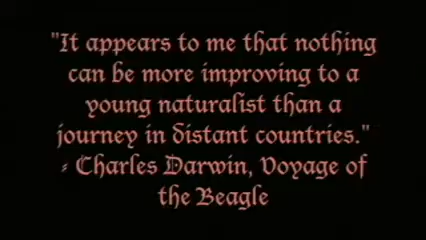 "It appears to me that nothing
can be more improving to a
young naturalist than a
journey in distant countries."
- Charles Darwin, Voyage of
the Beagle